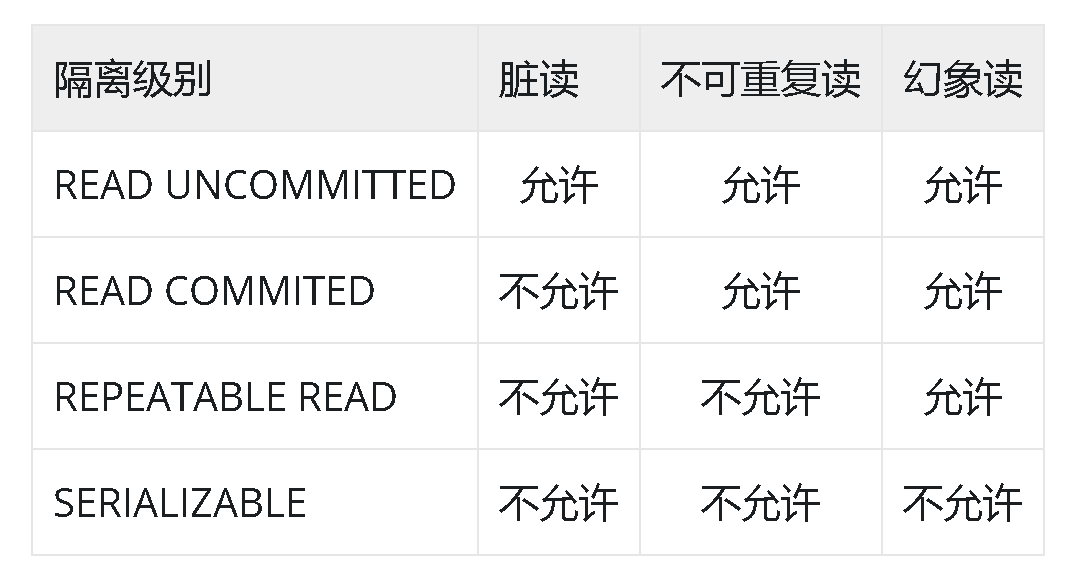 隔离级别 脏读 不可重复读 幻象读
READ UNCOMMITTED 允许 允许 允许
READ COMMITED 不允许 允许 允许
REPEATABLE READ 不允许 不允许 允许
SERIALIZABLE 不允许 不允许 不允许